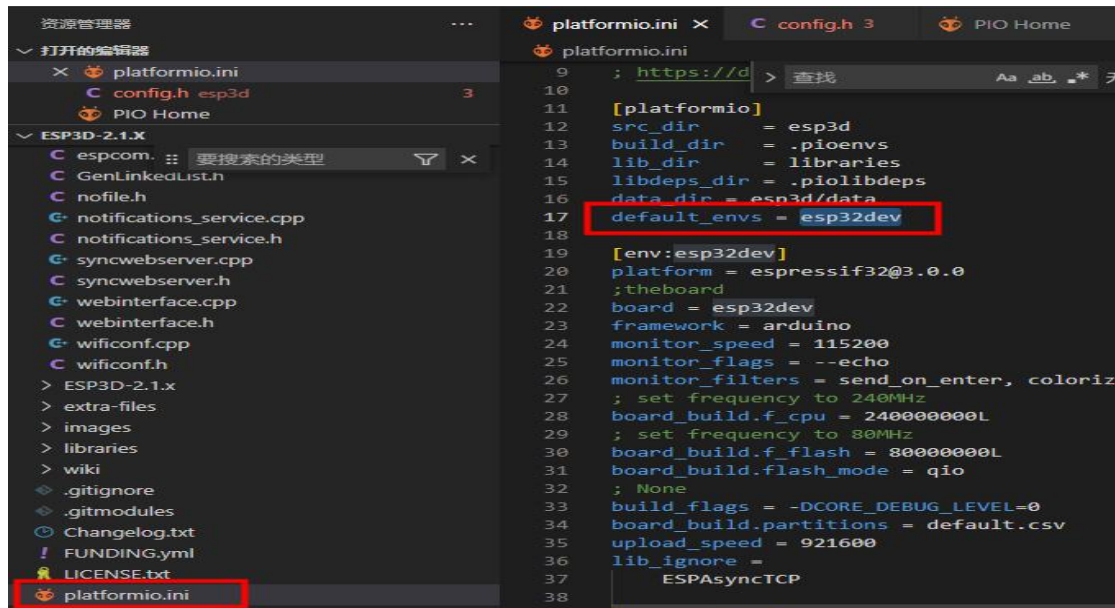 资源管理器
打开的编辑器
platformio.ini
C config.h esp3d 3
PIO Home
ESP3D-2.1.X
C espcom.
要搜索的类型
C GenLinkedList.h
C nofile.h
notifications_service.cpp
C notifications_service.h
syncwebserver.cpp
C syncwebserver.h
webinterface.cpp
C webinterface.h
wificonf.cpp
C wificonf.h
> ESP3D-2.1.x
> extra-files
> images
> libraries
> wiki
.gitignore
.gitmodules
Changelog.txt
! FUNDING.yml
LICENSE.txt
platformio.ini
platformio.ini C config.h 3 PIO Home
platformio.ini
查找 Aa ab, .*
9 ; https://d
10
11 [platformio]
12 src_dir = esp3d
13 build_dir = .pioenvs
14 lib_dir = libraries
15 libdeps_dir = .piolibdeps
16 data_dir = esp3d/data
17 default_envs = esp32dev
18
19 [env:esp32dev]
20 platform = espressif32@3.0.0
21 ;theboard
22 board = esp32dev
23 framework = arduino
24 monitor_speed = 115200
25 monitor_flags = --echo
26 monitor_filters = send_on_enter, coloriz
27 ; set frequency to 240MHz
28 board_build.f_cpu = 240000000L
29 ; set frequency to 80MHz
30 board_build.f_flash = 80000000L
31 board_build.flash_mode = qio
32 ; None
33 build_flags = -DCORE_DEBUG_LEVEL=0
34 board_build.partitions = default.csv
35 upload_speed = 921600
36 lib_ignore =
37 ESPAsyncTCP
38